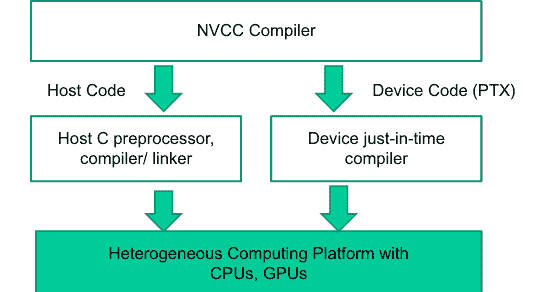 NVCC Compiler
Host Code
Device Code (PTX)
Host C preprocessor,
compiler/ linker
Device just-in-time
compiler
Heterogeneous Computing Platform with
CPUs, GPUs